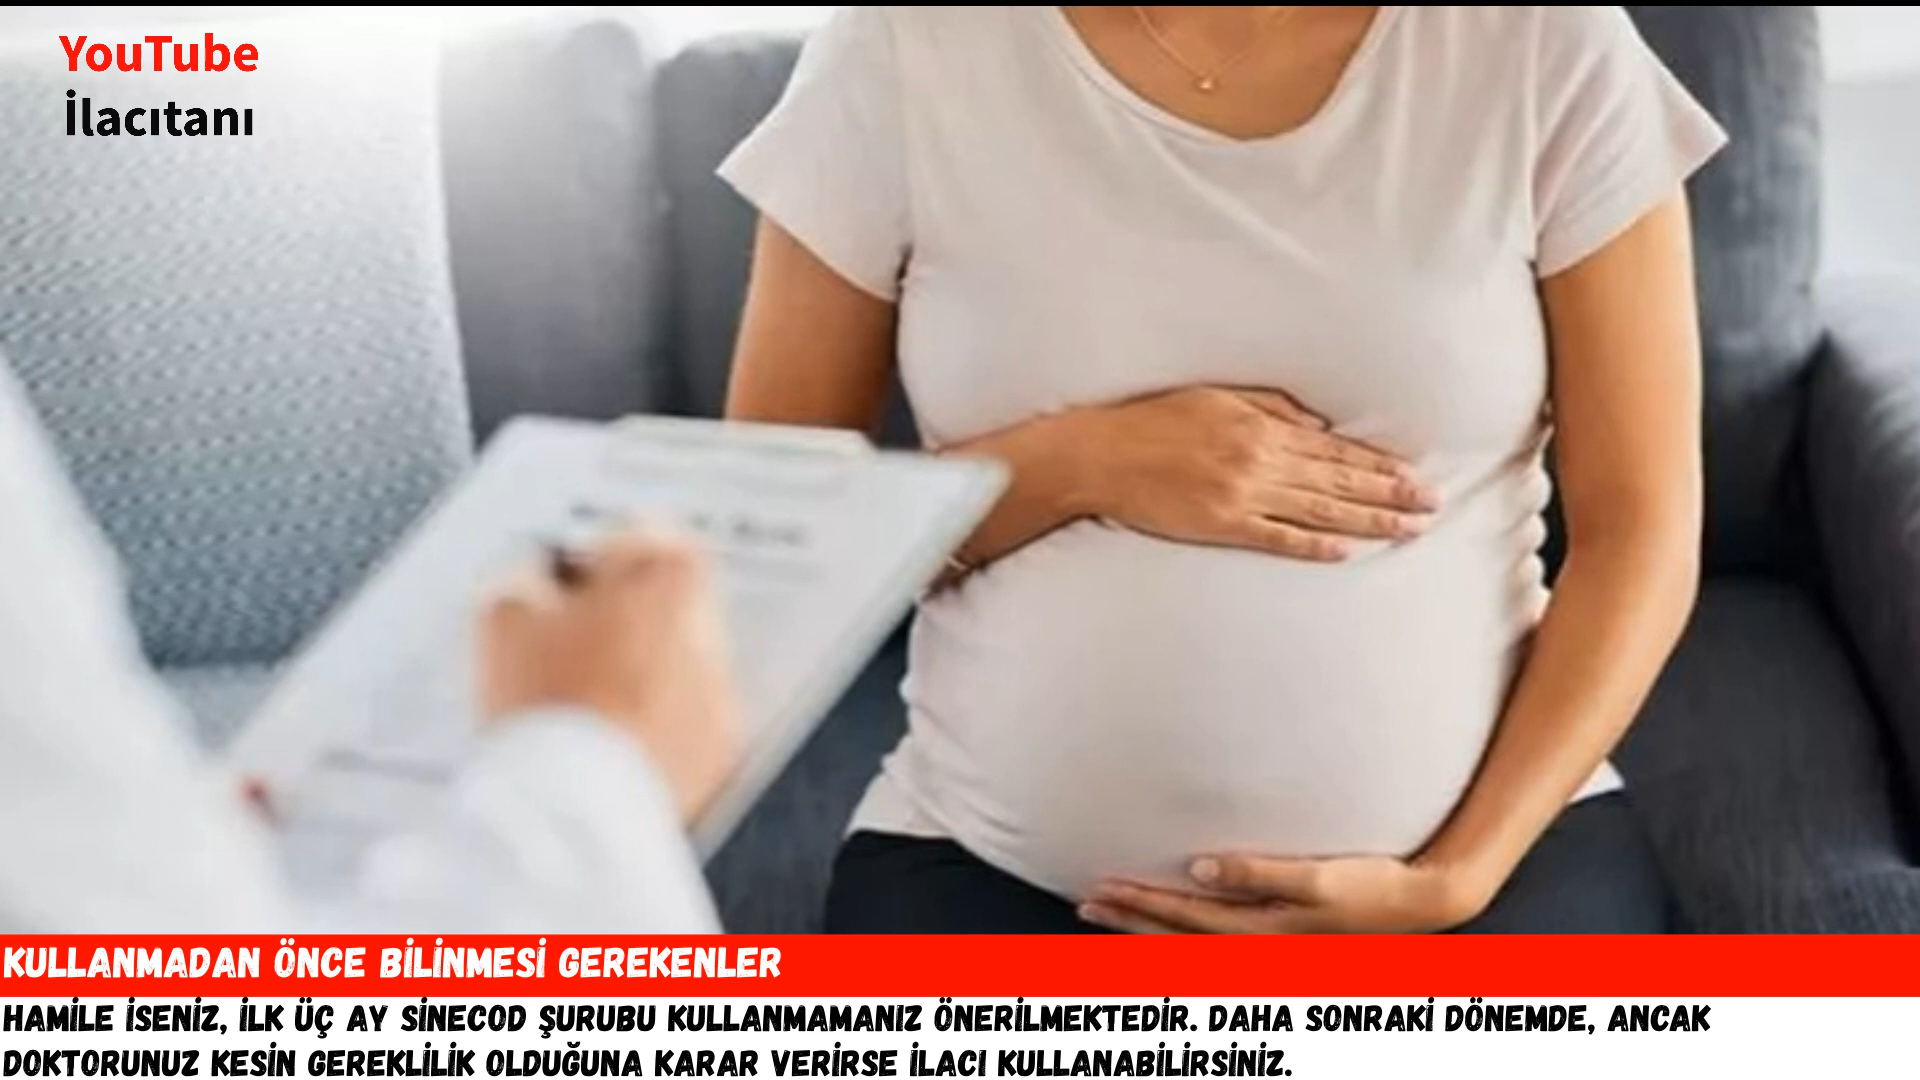 YouTube
İlacıtanı
KULLANMADAN ÖNCE BİLİNMESİ GEREKENLER
HAMİLE İSENİZ, İLK ÜÇ AY SİNECOD ŞURUBU KULLANMAMANIZ ÖNERİLMEKTEDİR. DAHA SONRAKİ DÖNEMDE, ANCAK
DOKTORUNUZ KESİN GEREKLİLİK OLDUĞUNA KARAR VERİRSE İLACI KULLANABİLİRSİNİZ.